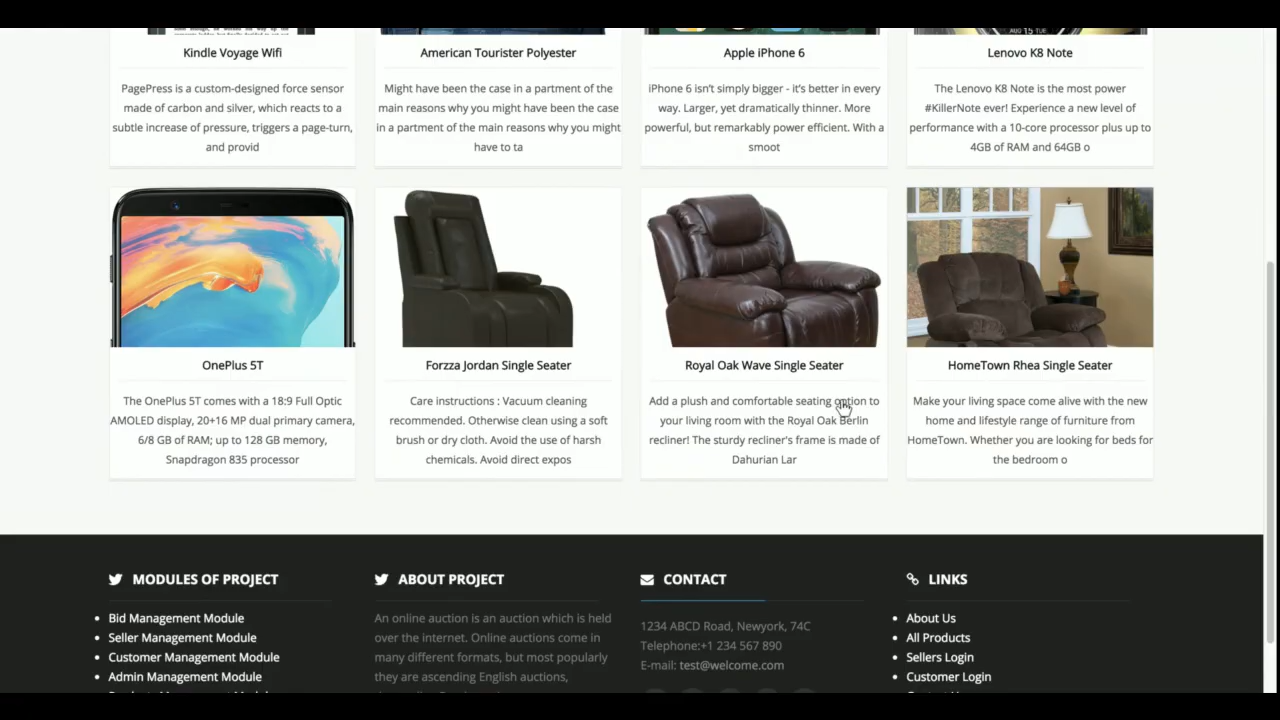 AUG 15 TUE
Kindle Voyage Wifi
PagePress is a custom-designed force sensor
made of carbon and silver, which reacts to a
subtle increase of pressure, triggers a page-turn,
and provid
American Tourister Polyester
Might have been the case in a partment of the
main reasons why you might have been the case
in a partment of the main reasons why you might
have to ta
Apple iPhone 6
iPhone 6 isn’t simply bigger - it’s better in every
way. Larger, yet dramatically thinner. More
powerful, but remarkably power efficient. With a
smoot
Lenovo K8 Note
The Lenovo K8 Note is the most power
#KillerNote ever! Experience a new level of
performance with a 10-core processor plus up to
4GB of RAM and 64GB o
OnePlus 5T
The OnePlus 5T comes with a 18:9 Full Optic
AMOLED display, 20+16 MP dual primary camera,
6/8 GB of RAM; up to 128 GB memory,
Snapdragon 835 processor
Forzza Jordan Single Seater
Care instructions : Vacuum cleaning
recommended. Otherwise clean using a soft
brush or dry cloth. Avoid the use of harsh
chemicals. Avoid direct expos
Royal Oak Wave Single Seater
Add a plush and comfortable seating option to
your living room with the Royal Oak Berlin
recliner! The sturdy recliner's frame is made of
Dahurian Lar
HomeTown Rhea Single Seater
Make your living space come alive with the new
home and lifestyle range of furniture from
HomeTown. Whether you are looking for beds for
the bedroom o
MODULES OF PROJECT
Bid Management Module
Seller Management Module
Customer Management Module
Admin Management Module
ABOUT PROJECT
An online auction is an auction which is held
over the internet. Online auctions come in
many different formats, but most popularly
they are ascending English auctions,
CONTACT
1234 ABCD Road, Newyork, 74C
Telephone:+1 234 567 890
E-mail: test@welcome.com
LINKS
About Us
All Products
Sellers Login
Customer Login